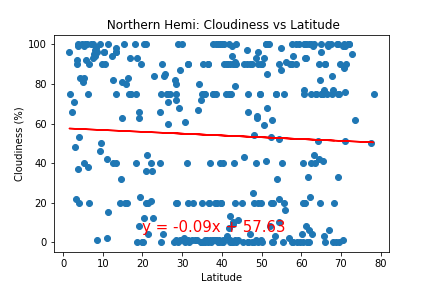 Northern Hemi: Cloudiness vs Latitude
Cloudiness (%)
100
80
60
40
20
0
y = -0.09x + 57.63
0 10 20 30 40 50 60 70 80
Latitude